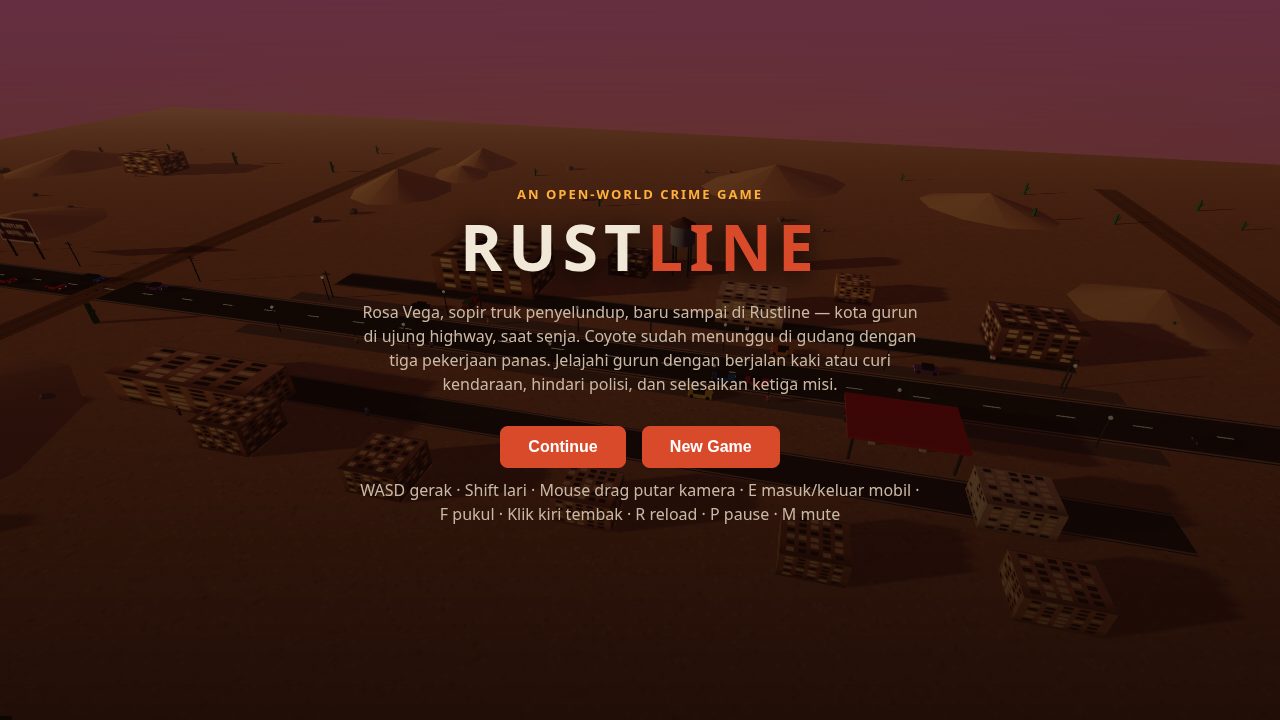 AN OPEN-WORLD CRIME GAME
RUSTLINE
Rosa Vega, sopir truk penyelundup, baru sampai di Rustline — kota gurun
di ujung highway, saat senja. Coyote sudah menunggu di gudang dengan
tiga pekerjaan panas. Jelajahi gurun dengan berjalan kaki atau curi
kendaraan, hindari polisi, dan selesaikan ketiga misi.
Continue New Game
WASD gerak · Shift lari · Mouse drag putar kamera · E masuk/keluar mobil ·
F pukul · Klik kiri tembak · R reload · P pause · M mute